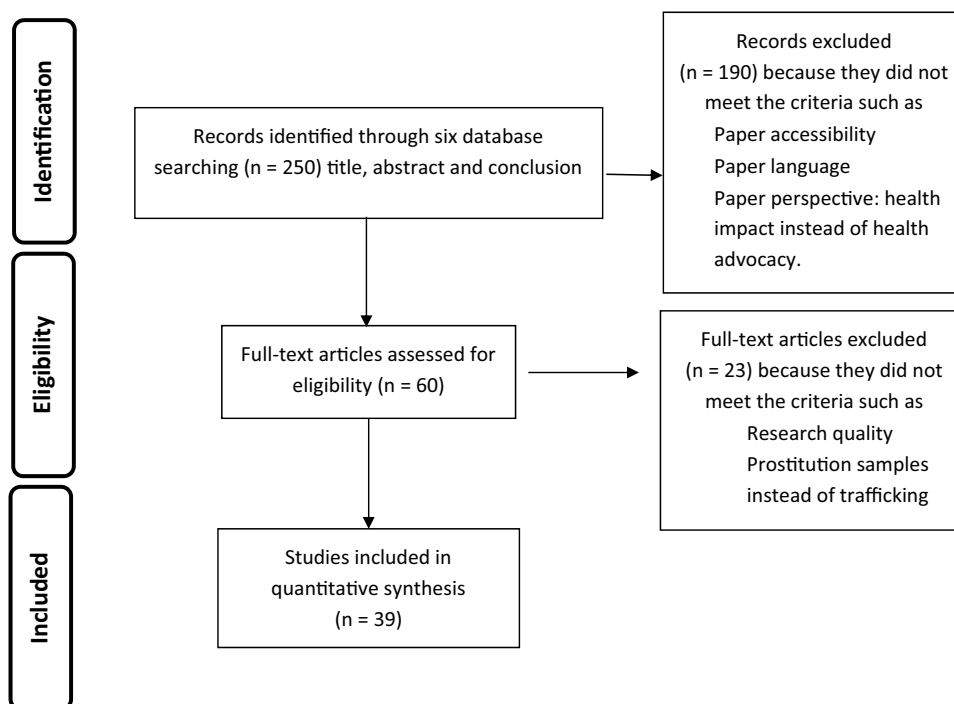 Identification
Records identified through six database
searching (n = 250) title, abstract and conclusion
Records excluded
(n = 190) because they did not
meet the criteria such as
Paper accessibility
Paper language
Paper perspective: health
impact instead of health
advocacy.
Eligibility
Full-text articles assessed for
eligibility (n = 60)
Full-text articles excluded
(n = 23) because they did not
meet the criteria such as
Research quality
Prostitution samples
instead of trafficking
Included
Studies included in
quantitative synthesis
(n = 39)